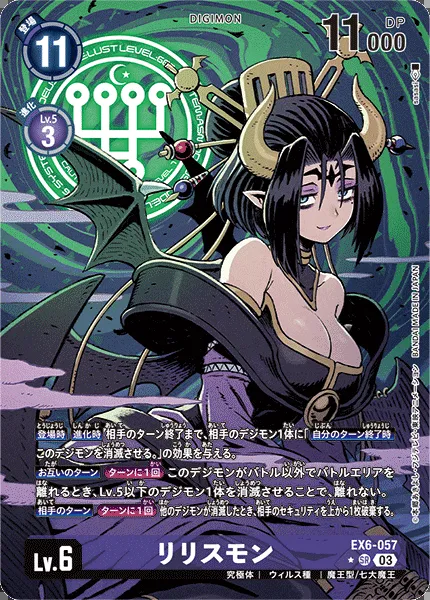 DIGIMON
登場
11
進化
Lv.5
3
DP
11000
LUST LEVEL-6
BANDAI MADE IN JAPAN
登場時 進化時 相手のターン終了まで、相手のデジモン1体に「自分のターン終了時
このデジモンを消滅させる。」の効果を与える。
お互いのターン ターンに1回 このデジモンがバトル以外でバトルエリアを
離れるとき、Lv.5以下のデジモン1体を消滅させることで、離れない。
相手のターン ターンに1回 他のデジモンが消滅したとき、相手のセキュリティを上から1枚破棄する。
Lv.6
リリスモン
EX6-057
SR 03
究極体 ウィルス種 魔王型/七大魔王